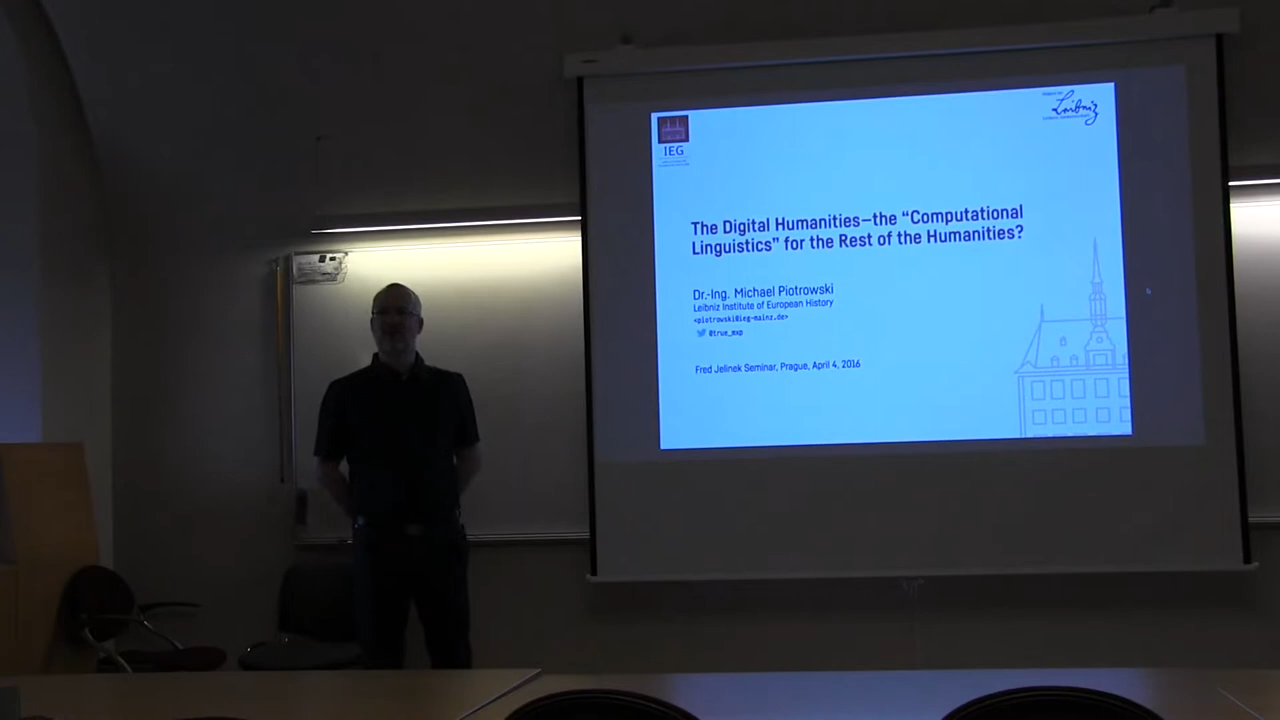 IEG
Leibniz
The Digital Humanities—the “Computational
Linguistics” for the Rest of the Humanities?
Dr.-Ing. Michael Piotrowski
Leibniz Institute of European History
<piotrowski@ieg-mainz.de>
@true_mxp
Fred Jelinek Seminar, Prague, April 4, 2016